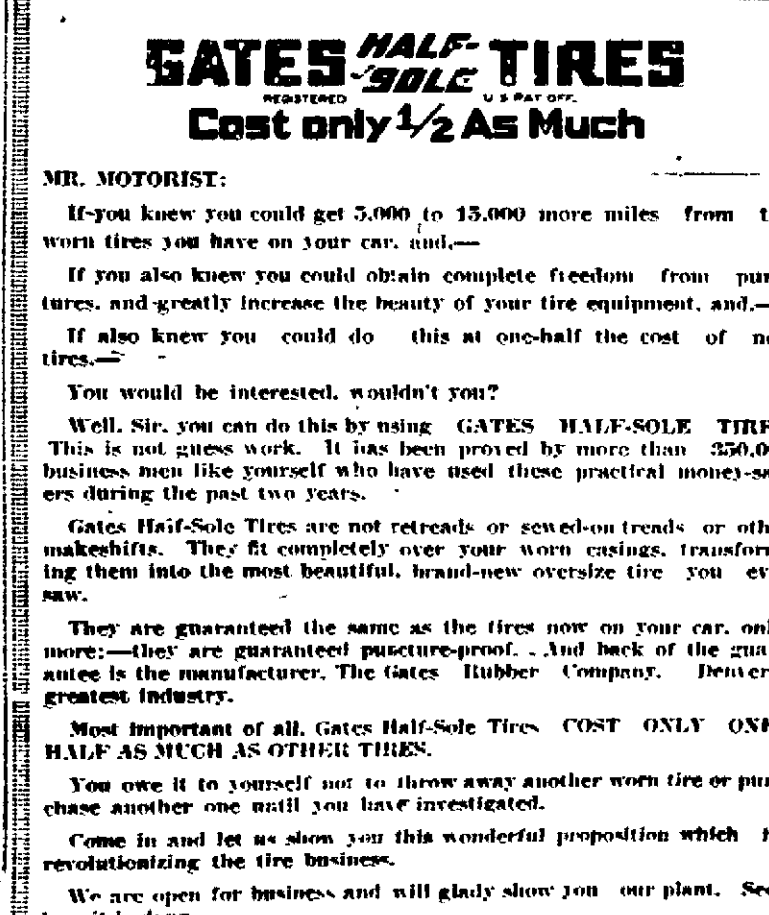 GATES HALF-SOLE TIRES
REGISTERED U S PAT OFF.
Cost only 1/2 As Much
MR. MOTORIST:
If you knew you could get 5,000 to 15,000 more miles from t
worn tires you have on your car, and,—
If you also knew you could obtain complete freedom from pun
tures, and greatly increase the beauty of your tire equipment, and,—
If also knew you could do this at one-half the cost of n
tires,—
You would be interested, wouldn't you?
Well, Sir, you can do this by using GATES HALF-SOLE TIRE
This is not guess work. It has been proved by more than 350,0
business men like yourself who have used these practical money-sa
ers during the past two years.
Gates Half-Sole Tires are not retreads or sewed-on treads or oth
makeshifts. They fit completely over your worn casings, transform
ing them into the most beautiful, brand-new oversize tire you ev
saw.
They are guaranteed the same as the tires now on your car, onl
more;—they are guaranteed puncture-proof. And back of the gua
antee is the manufacturer, The Gates Rubber Company, Denver
greatest industry.
Most important of all, Gates Half-Sole Tires COST ONLY ONE
HALF AS MUCH AS OTHER TIRES.
You owe it to yourself not to throw away another worn tire or pur
chase another one until you have investigated.
Come in and let us show you this wonderful proposition which
revolutionizing the tire business.
We are open for business and will glady show you our plant. See